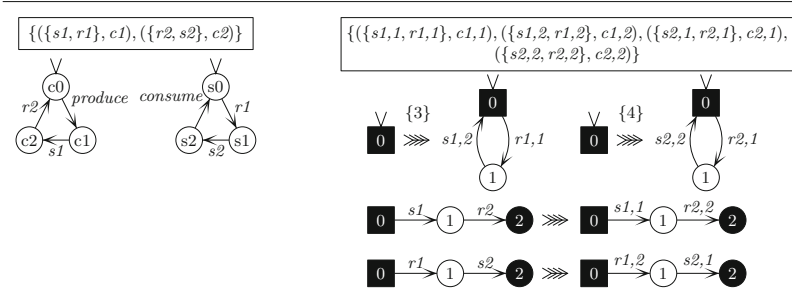 {({s1, r1}, c1), ({r2, s2}, c2)}
c0
r2
produce
c2
s1
c1
s0
consume
r1
s2
s2
s1
{({s1,1, r1,1}, c1,1), ({s1,2, r1,2}, c1,2), ({s2,1, r2,1}, c2,1),
({s2,2, r2,2}, c2,2)}
0 {3} 0
s1,2 r1,1
1
0 {4} 0
s2,2 r2,1
1
0 s1 1 r2 2 0 s1,1 1 r2,2 2
0 r1 1 s2 2 0 r1,2 1 s2,1 2